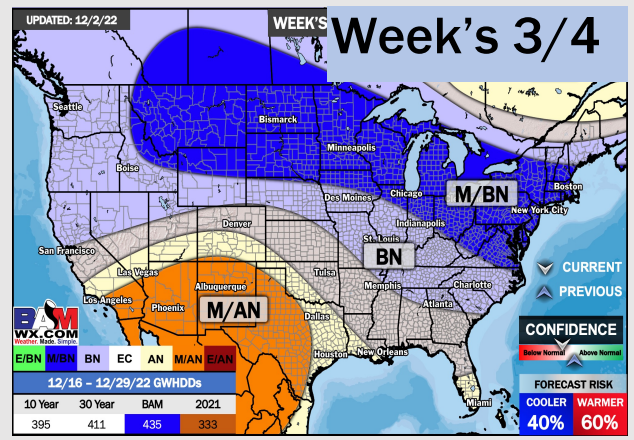 UPDATED: 12/2/22
WEEK'S
Week's 3/4
Seattle
Bismarck
Minneapolis
Boise
Boston
Des Moines
Chicago
M/BN
New York City
Denver
Indianapolis
San Francisco
St. Louis
BN
CURRENT
Las Vegas
Tulsa
Memphis
Charlotte
PREVIOUS
Los Angeles
Albuquerque
Atlanta
Phoenix
M/AN
Dallas
BAM
WX.COM
Weather. Made. Simple.
CONFIDENCE
Below Normal
Above Normal
Houston
New Orleans
E/BN M/BN BN EC AN M/AN E/AN
Miami
12/16 – 12/29/22 GWHDDs
FORECAST RISK
10 Year 30 Year BAM 2021
COOLER WARMER
395 411 435 333
40% 60%